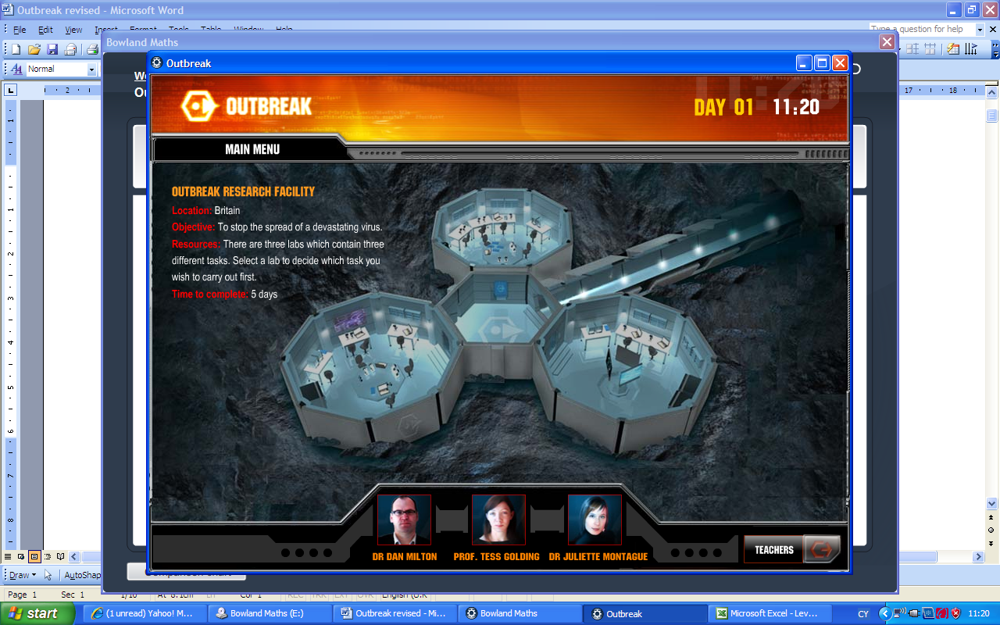 Outbreak revised - Microsoft Word
File Edit View Insert Format Tools Table Window Help
Type a question for help
Bowland Maths
Normal
Outbreak
OUTBREAK
DAY 01 11:20
MAIN MENU
OUTBREAK RESEARCH FACILITY
Location: Britain
Objective: To stop the spread of a devastating virus.
Resources: There are three labs which contain three
different tasks. Select a lab to decide which task you
wish to carry out first.
Time to complete: 5 days
DR DAN MILTON
PROF. TESS GOLDING
DR JULIETTE MONTAGUE
TEACHERS
Draw
AutoShap
Page 1 Sec 1 1/10 At 8.1cm Col 1 REC TRK EXT OVR English (U.K
start
(1 unread) Yahoo! M...
Bowland Maths (E:)
Outbreak revised - Mi...
Bowland Maths
Outbreak
Microsoft Excel - Lev...
CY
11:20